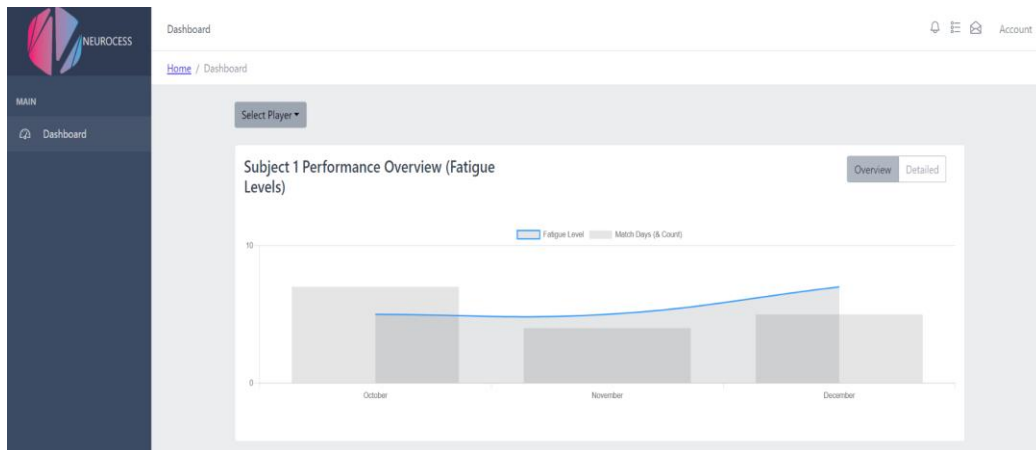 NEUROCESS
Dashboard
Account
Home / Dashboard
MAIN
Dashboard
Select Player
Subject 1 Performance Overview (Fatigue
Levels)
Overview Detailed
Fatigue Level Match Days (& Count)
10
0
October November December